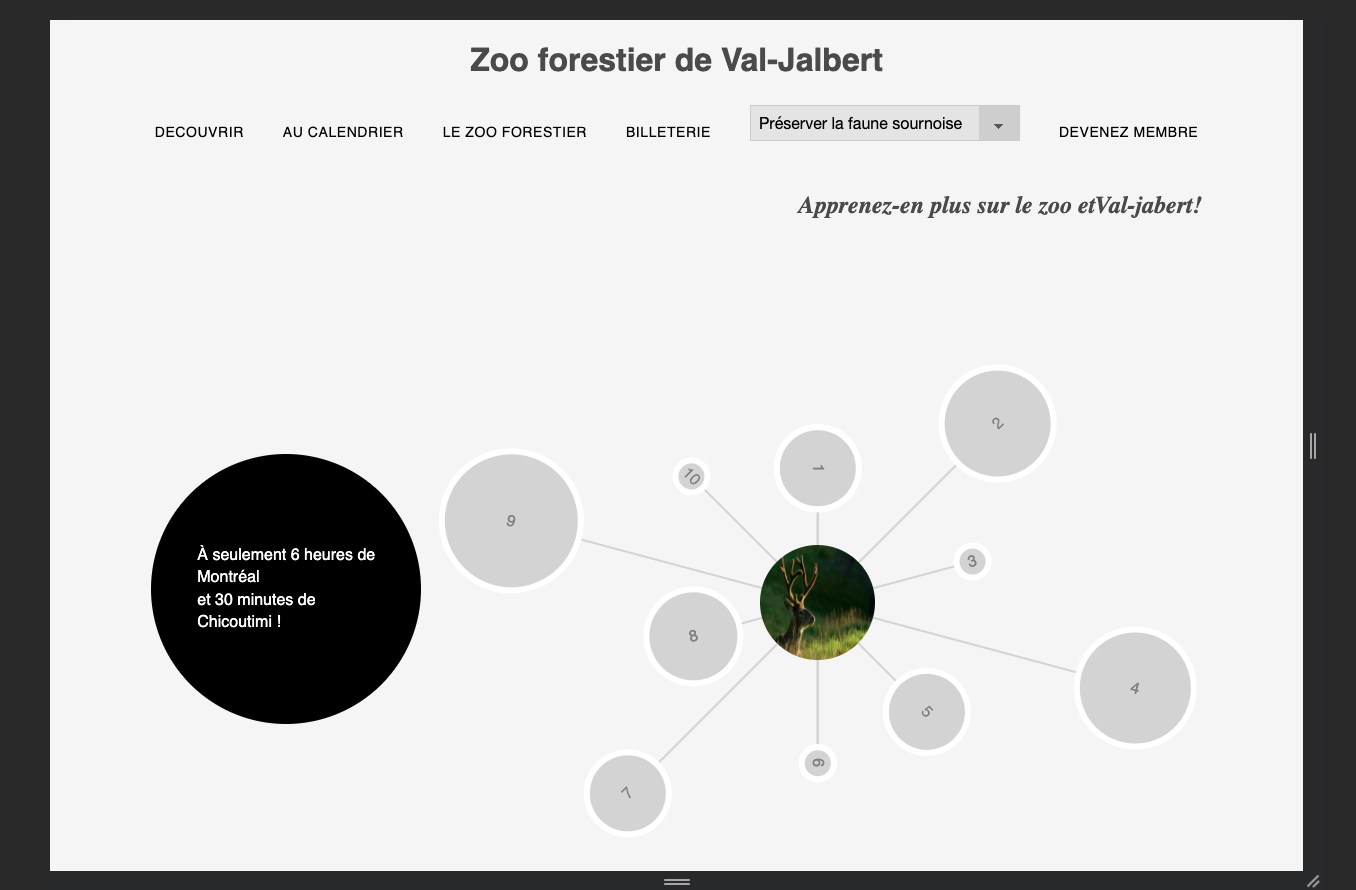 Zoo forestier de Val-Jalbert
DECOUVRIR AU CALENDRIER LE ZOO FORESTIER BILLETERIE Préserver la faune sournoise DEVENEZ MEMBRE
Apprenez-en plus sur le zoo etVal-jabert!
À seulement 6 heures de
Montréal
et 30 minutes de
Chicoutimi !
1
2
3
4
5
6
7
8
9
10